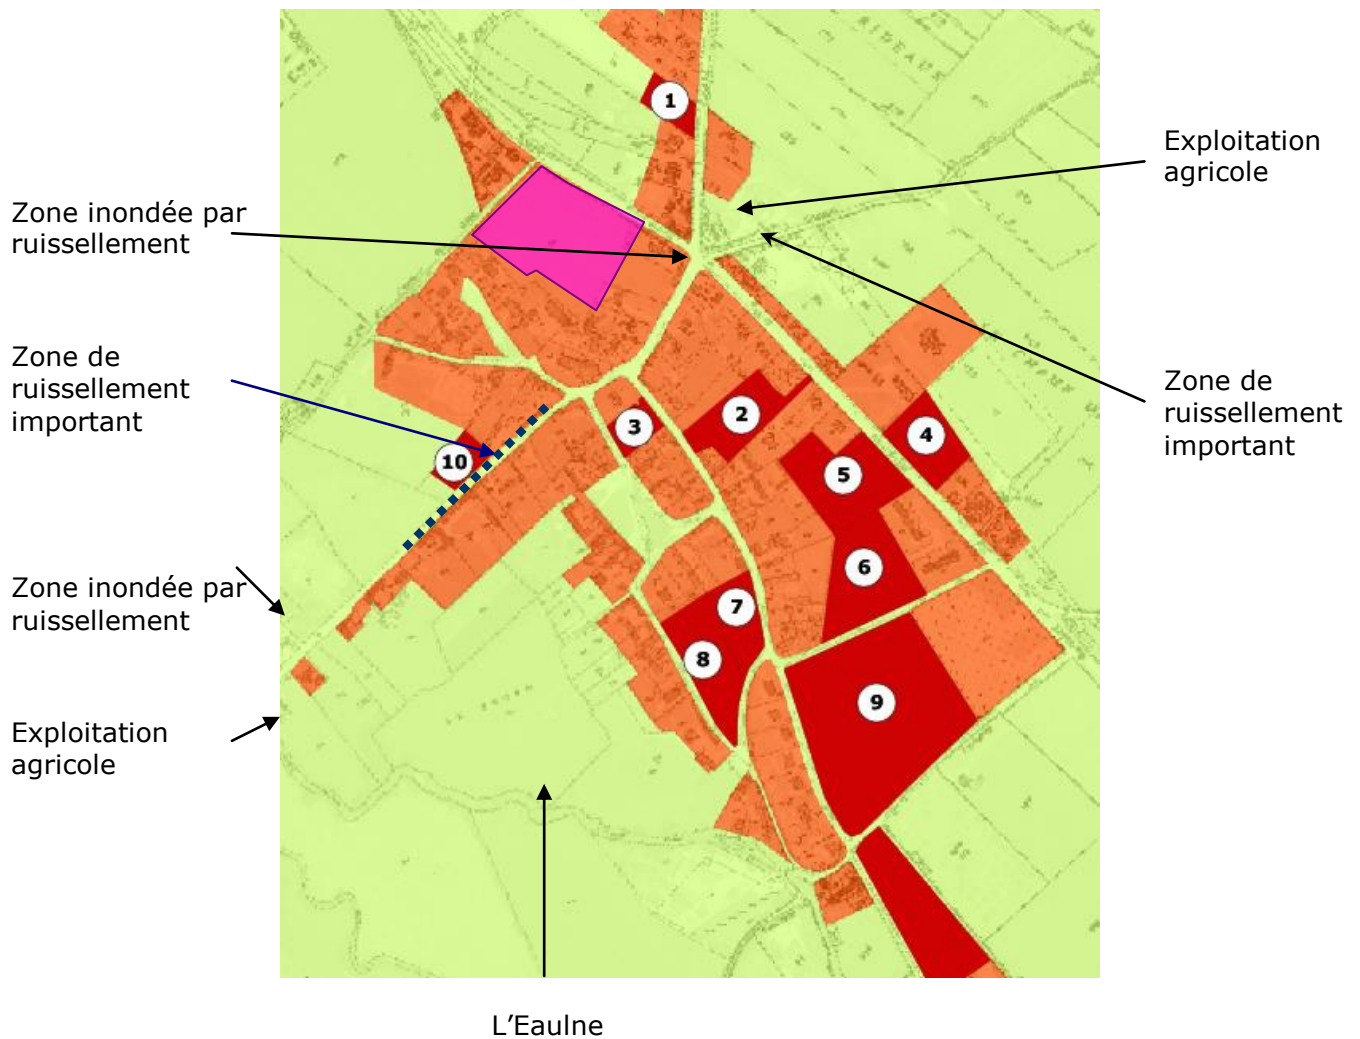 Exploitation
agricole
Zone inondée par
ruissellement
Zone de
ruissellement
important
Zone de
ruissellement
important
Zone inondée par
ruissellement
Exploitation
agricole
L'Eaulne
1
2
3
4
5
6
7
8
9
10
RIDEAUX